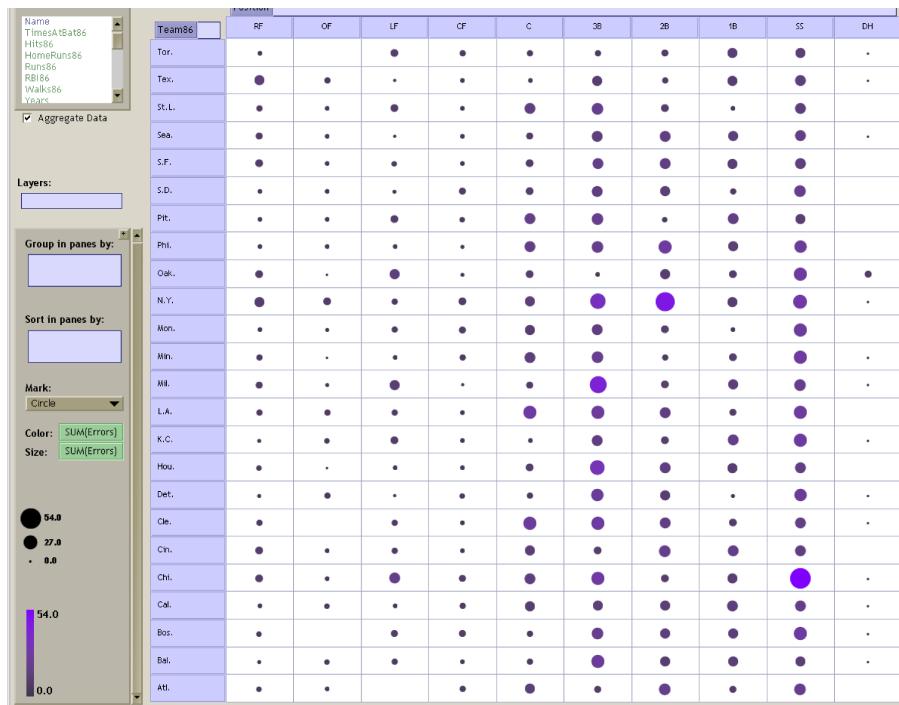 Position
Name
TimesAtBat86
Hits86
HomeRuns86
Runs86
RBI86
Walks86
Years
Aggregate Data
Layers:
Group in panes by:
Sort in panes by:
Mark:
Circle
Color: SUM(Errors)
Size: SUM(Errors)
54.0
27.0
0.0
54.0
0.0
Team86 RF OF LF CF C 3B 2B 1B SS DH
Tor.
Tex.
St.L.
Sea.
S.F.
S.D.
Pit.
Phi.
Oak.
N.Y.
Mon.
Min.
Mil.
L.A.
K.C.
Hou.
Det.
Cle.
Cin.
Chi.
Cal.
Bos.
Bal.
Atl.